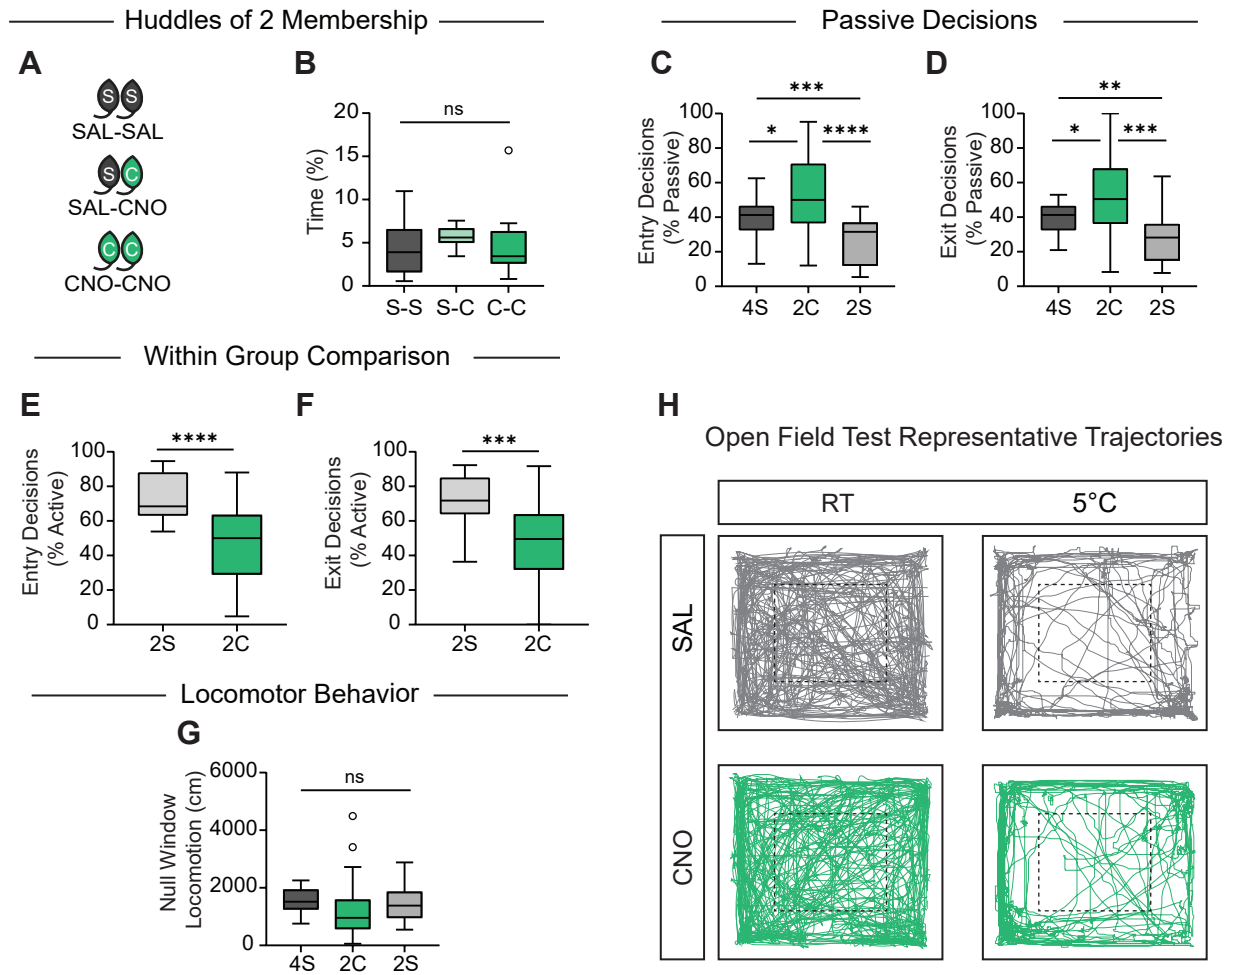 Huddles of 2 Membership
Passive Decisions
A
S S
SAL-SAL
S C
SAL-CNO
C C
CNO-CNO
B
Time (%)
20
15
10
5
0
ns
S-S S-C C-C
C
Entry Decisions
(% Passive)
100
80
60
40
20
0
***
* ****
4S 2C 2S
D
Exit Decisions
(% Passive)
100
80
60
40
20
0
**
* ***
4S 2C 2S
Within Group Comparison
E
Entry Decisions
(% Active)
100
80
60
40
20
0
****
2S 2C
F
Exit Decisions
(% Active)
100
80
60
40
20
0
***
2S 2C
Locomotor Behavior
G
Null Window
Locomotion (cm)
6000
4000
2000
0
ns
4S 2C 2S
H
Open Field Test Representative Trajectories
RT 5°C
SAL
CNO